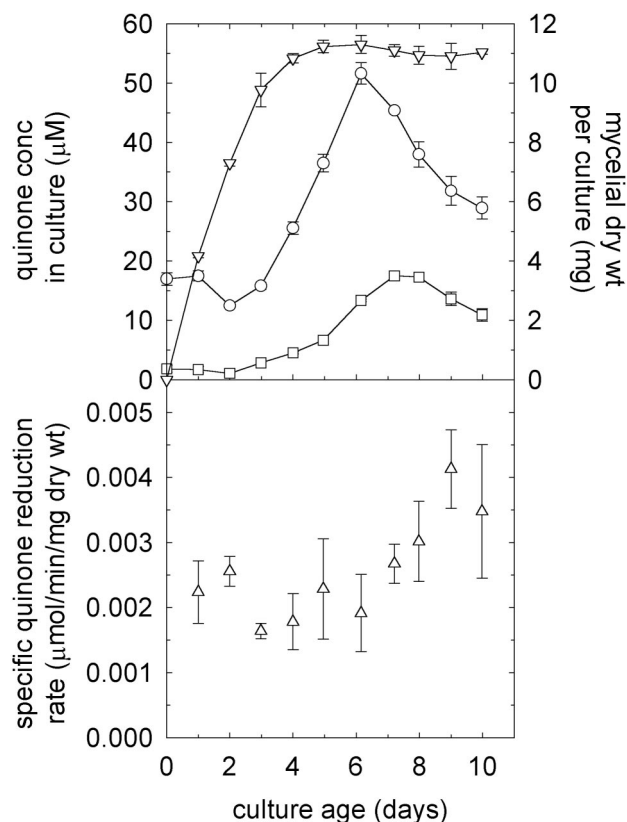 60
50
40
30
20
10
0
quinone conc
in culture (μM)
12
10
8
6
4
2
0
mycelial dry wt
per culture (mg)
0.005
0.004
0.003
0.002
0.001
0.000
specific quinone reduction
rate (μmol/min/mg dry wt)
0 2 4 6 8 10
culture age (days)